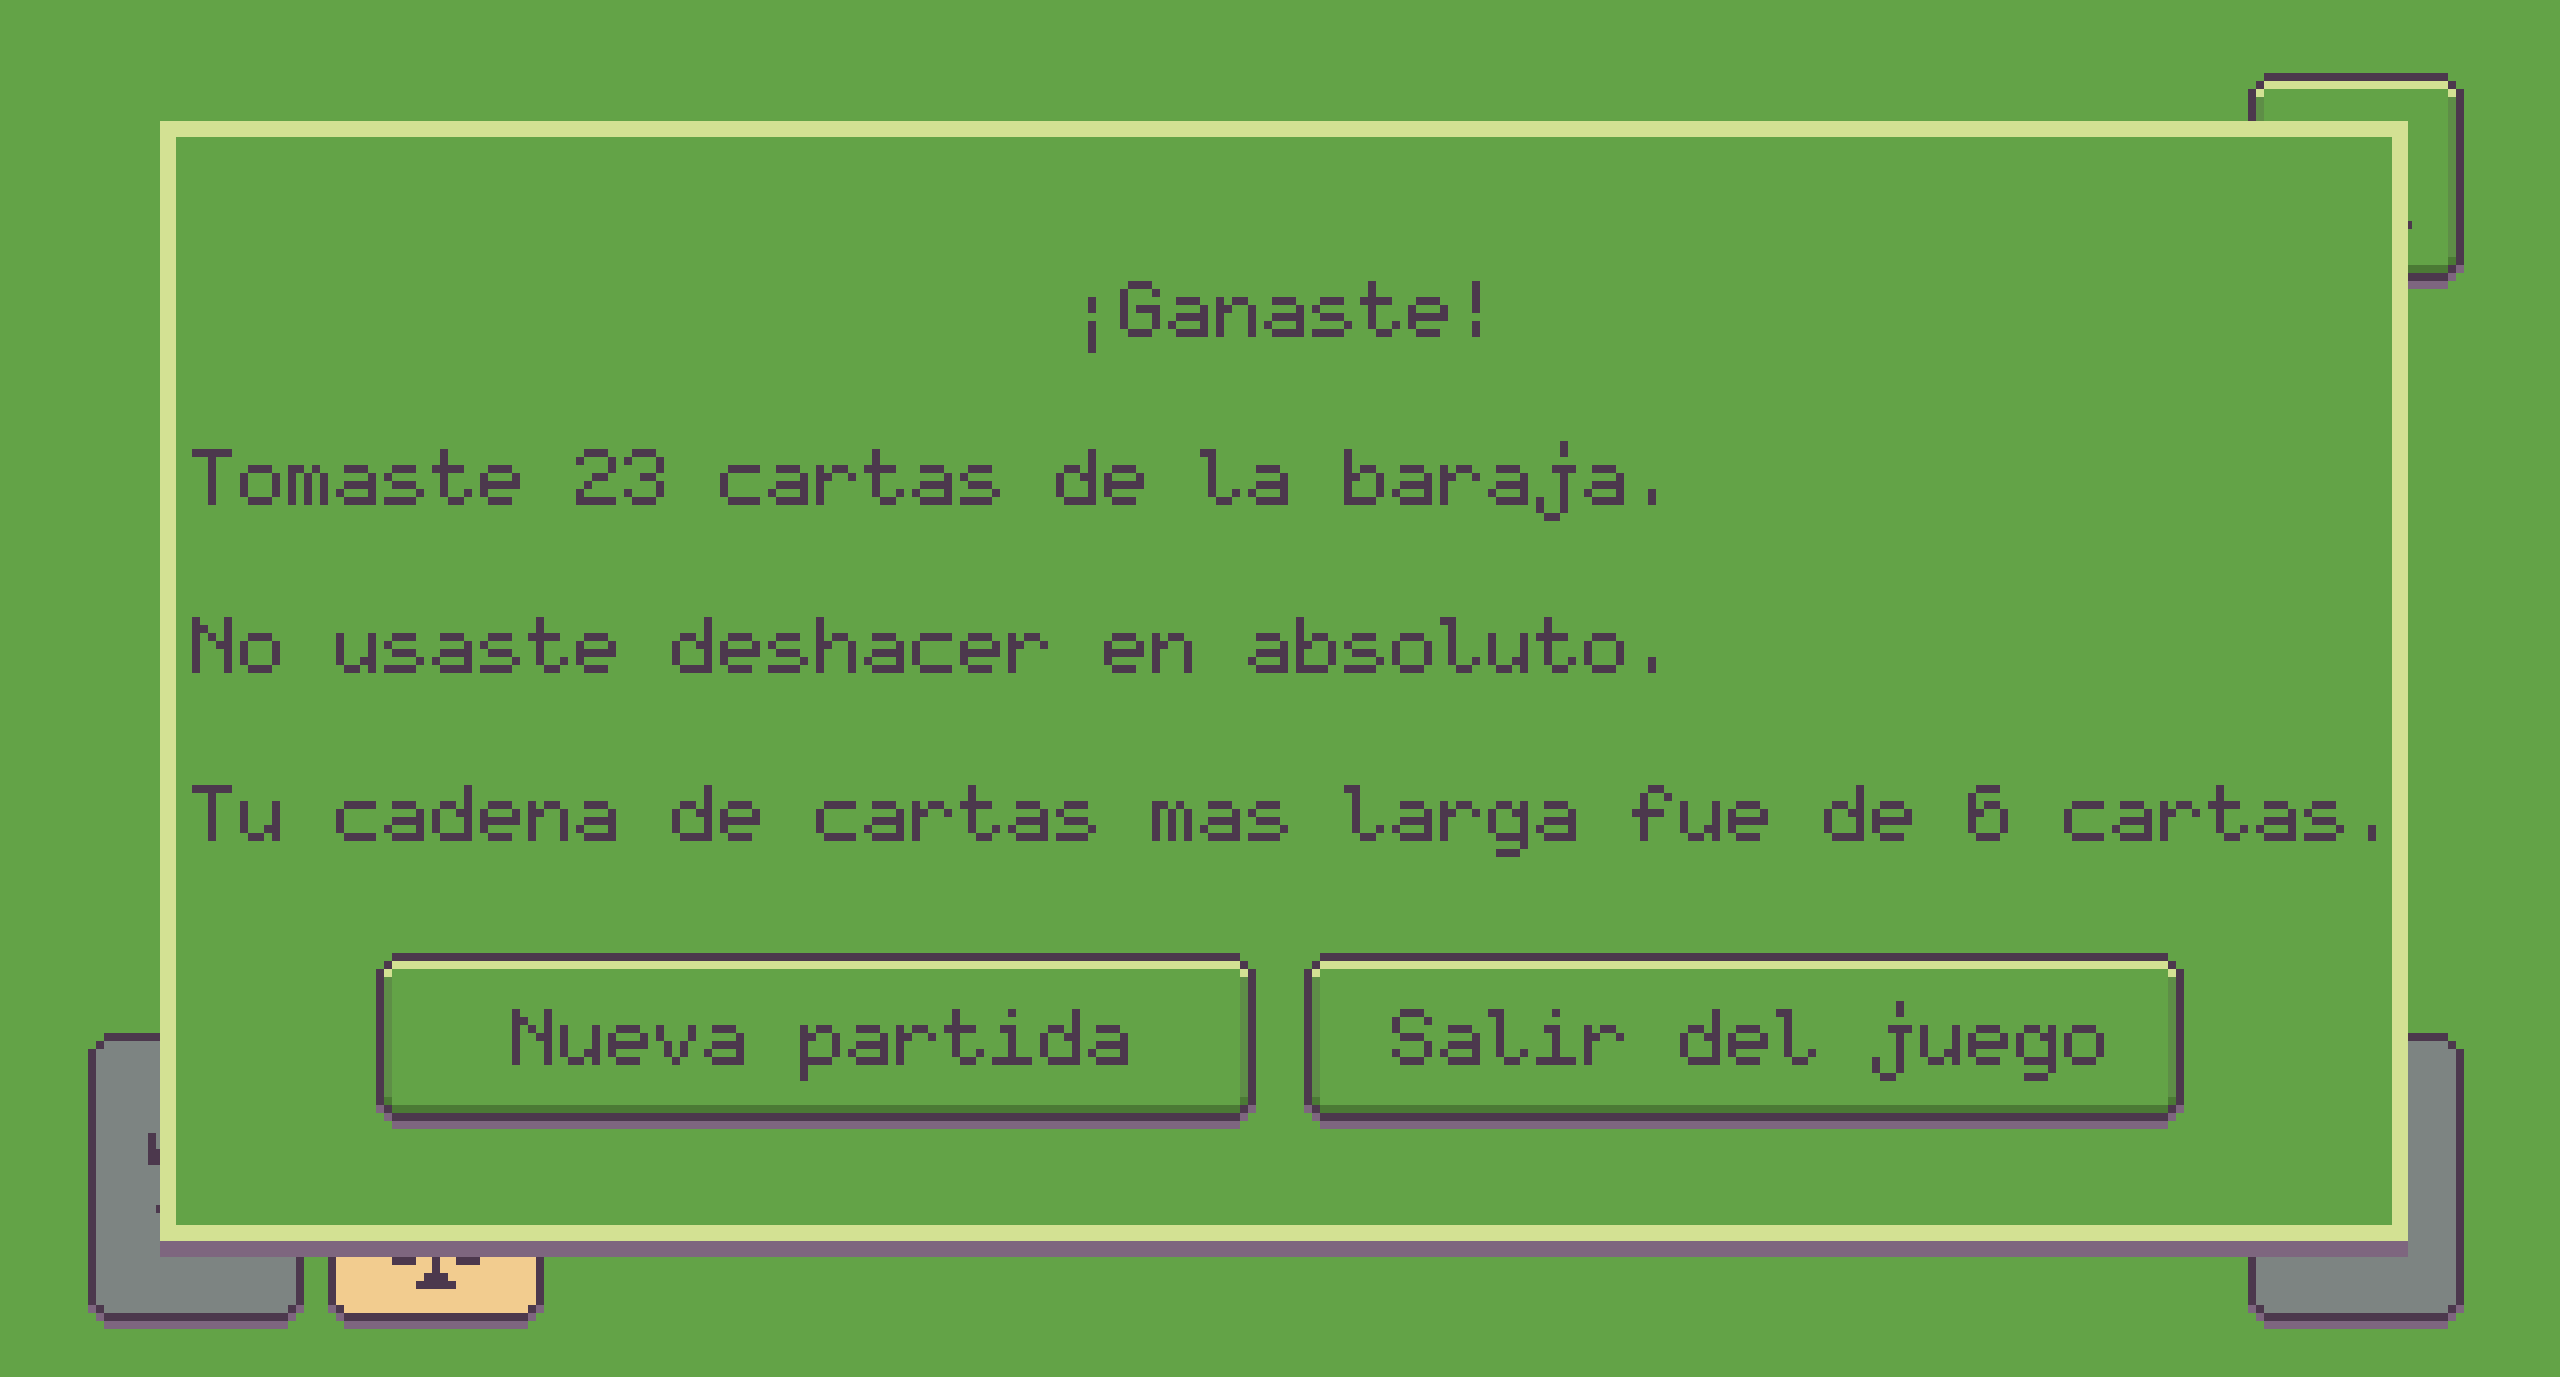 ¡Ganaste!
Tomaste 23 cartas de la baraja.
No usaste deshacer en absoluto.
Tu cadena de cartas mas larga fue de 6 cartas.
Nueva partida
Salir del juego